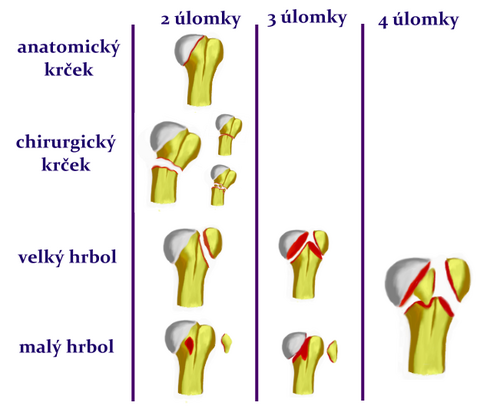 2 úlomky 3 úlomky 4 úlomky
anatomický
krček
chirurgický
krček
velký hrbol
malý hrbol